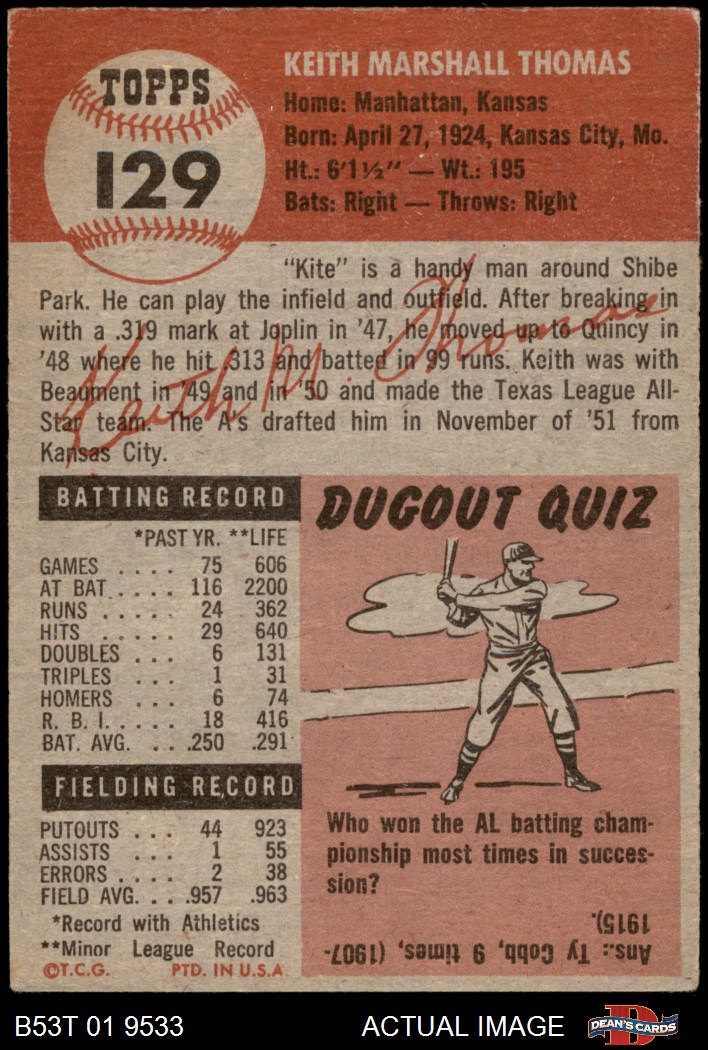 TOPPS
129
KEITH MARSHALL THOMAS
Home: Manhattan, Kansas
Born: April 27, 1924, Kansas City, Mo.
Ht.: 6'1½" — Wt.: 195
Bats: Right — Throws: Right
"Kite" is a handy man around Shibe
Park. He can play the infield and outfield. After breaking in
with a .319 mark at Joplin in '47, he moved up to Quincy in
'48 where he hit .313 and batted in 99 runs. Keith was with
Beaument in '49 and in '50 and made the Texas League All-
Star team. The A's drafted him in November of '51 from
Kansas City.
Keith M. Thomas
BATTING RECORD
*PAST YR. **LIFE
GAMES .... 75 606
AT BAT .... 116 2200
RUNS ..... 24 362
HITS ..... 29 640
DOUBLES ... 6 131
TRIPLES ... 1 31
HOMERS ... 6 74
R. B. I. .... 18 416
BAT. AVG. ... .250 .291
FIELDING RECORD
PUTOUTS ... 44 923
ASSISTS .... 1 55
ERRORS .... 2 38
FIELD AVG. ... .957 .963
*Record with Athletics
**Minor League Record
©T.C.G. PTD. IN U.S.A
DUGOUT QUIZ
Who won the AL batting cham-
pionship most times in succes-
sion?
Ans.: Ty Cobb, 9 times, (1907-
1915).
B53T 01 9533
ACTUAL IMAGE
D
DEAN'S CARDS